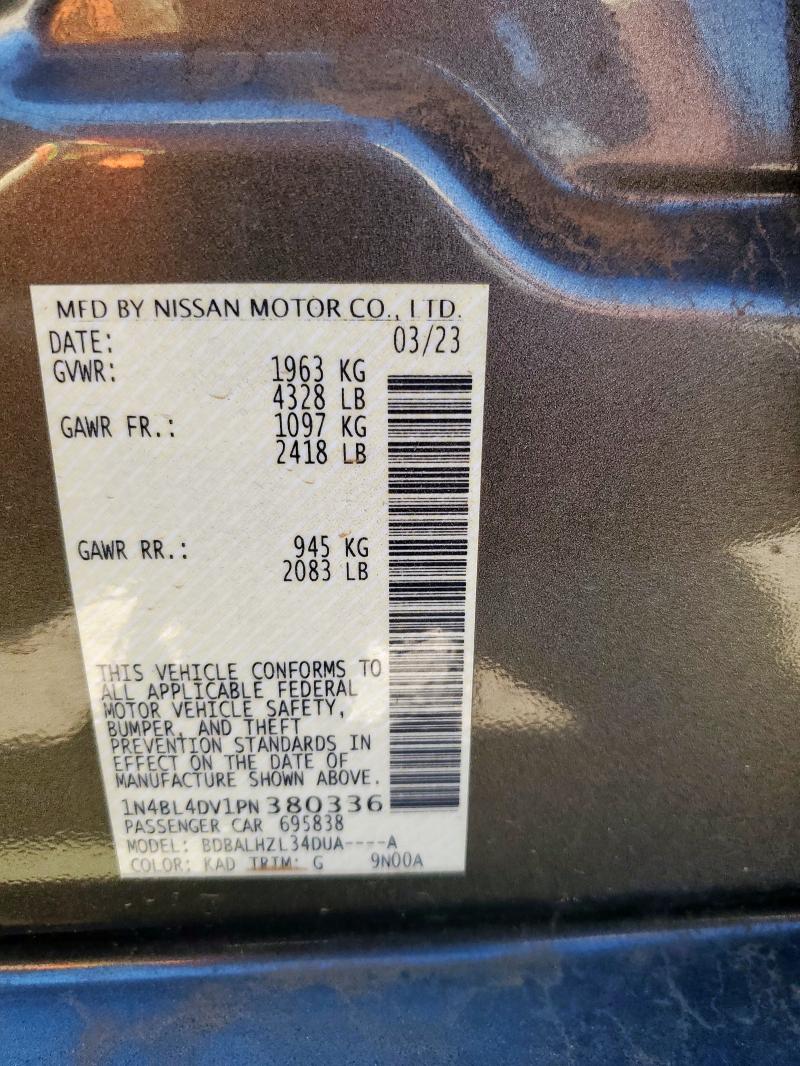 MFD BY NISSAN MOTOR CO., LTD.
DATE: 03/23
GVWR: 1963 KG
4328 LB
GAWR FR.: 1097 KG
2418 LB
GAWR RR.: 945 KG
2083 LB
THIS VEHICLE CONFORMS TO
ALL APPLICABLE FEDERAL
MOTOR VEHICLE SAFETY,
BUMPER, AND THEFT
PREVENTION STANDARDS IN
EFFECT ON THE DATE OF
MANUFACTURE SHOWN ABOVE.
1N4BL4DV1PN380336
PASSENGER CAR 695838
MODEL: BDBALHZL34DUA----A
COLOR: KAD TRIM: G 9N00A